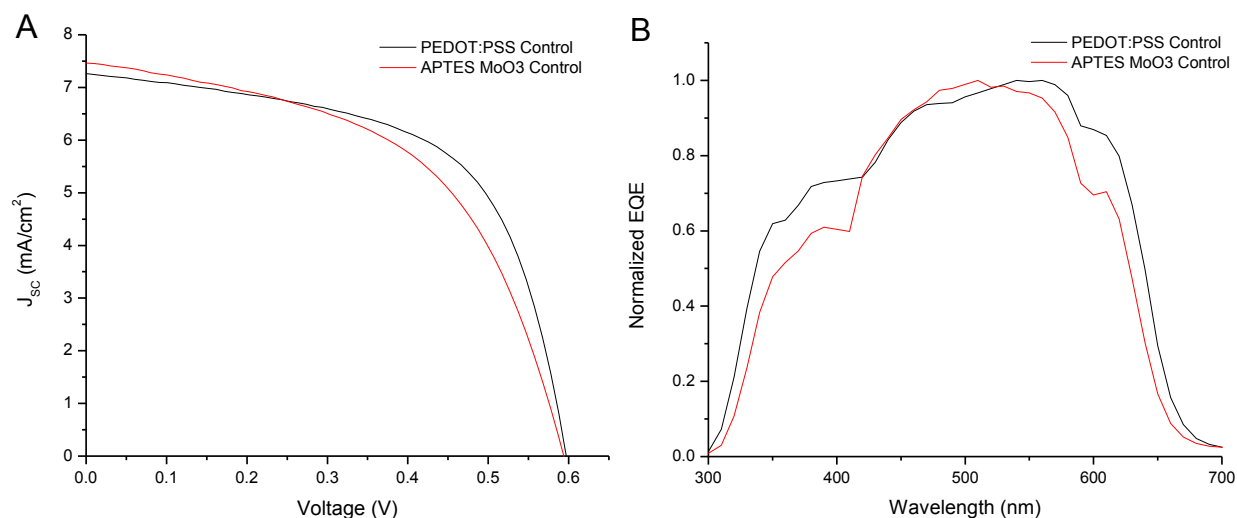 A
PEDOT:PSS Control
APTES MoO3 Control
8
7
6
5
4
3
2
1
0
J_SC (mA/cm²)
0.0
0.1
0.2
0.3
0.4
0.5
0.6
Voltage (V)
B
PEDOT:PSS Control
APTES MoO3 Control
1.0
0.8
0.6
0.4
0.2
0.0
Normalized EQE
300
400
500
600
700
Wavelength (nm)